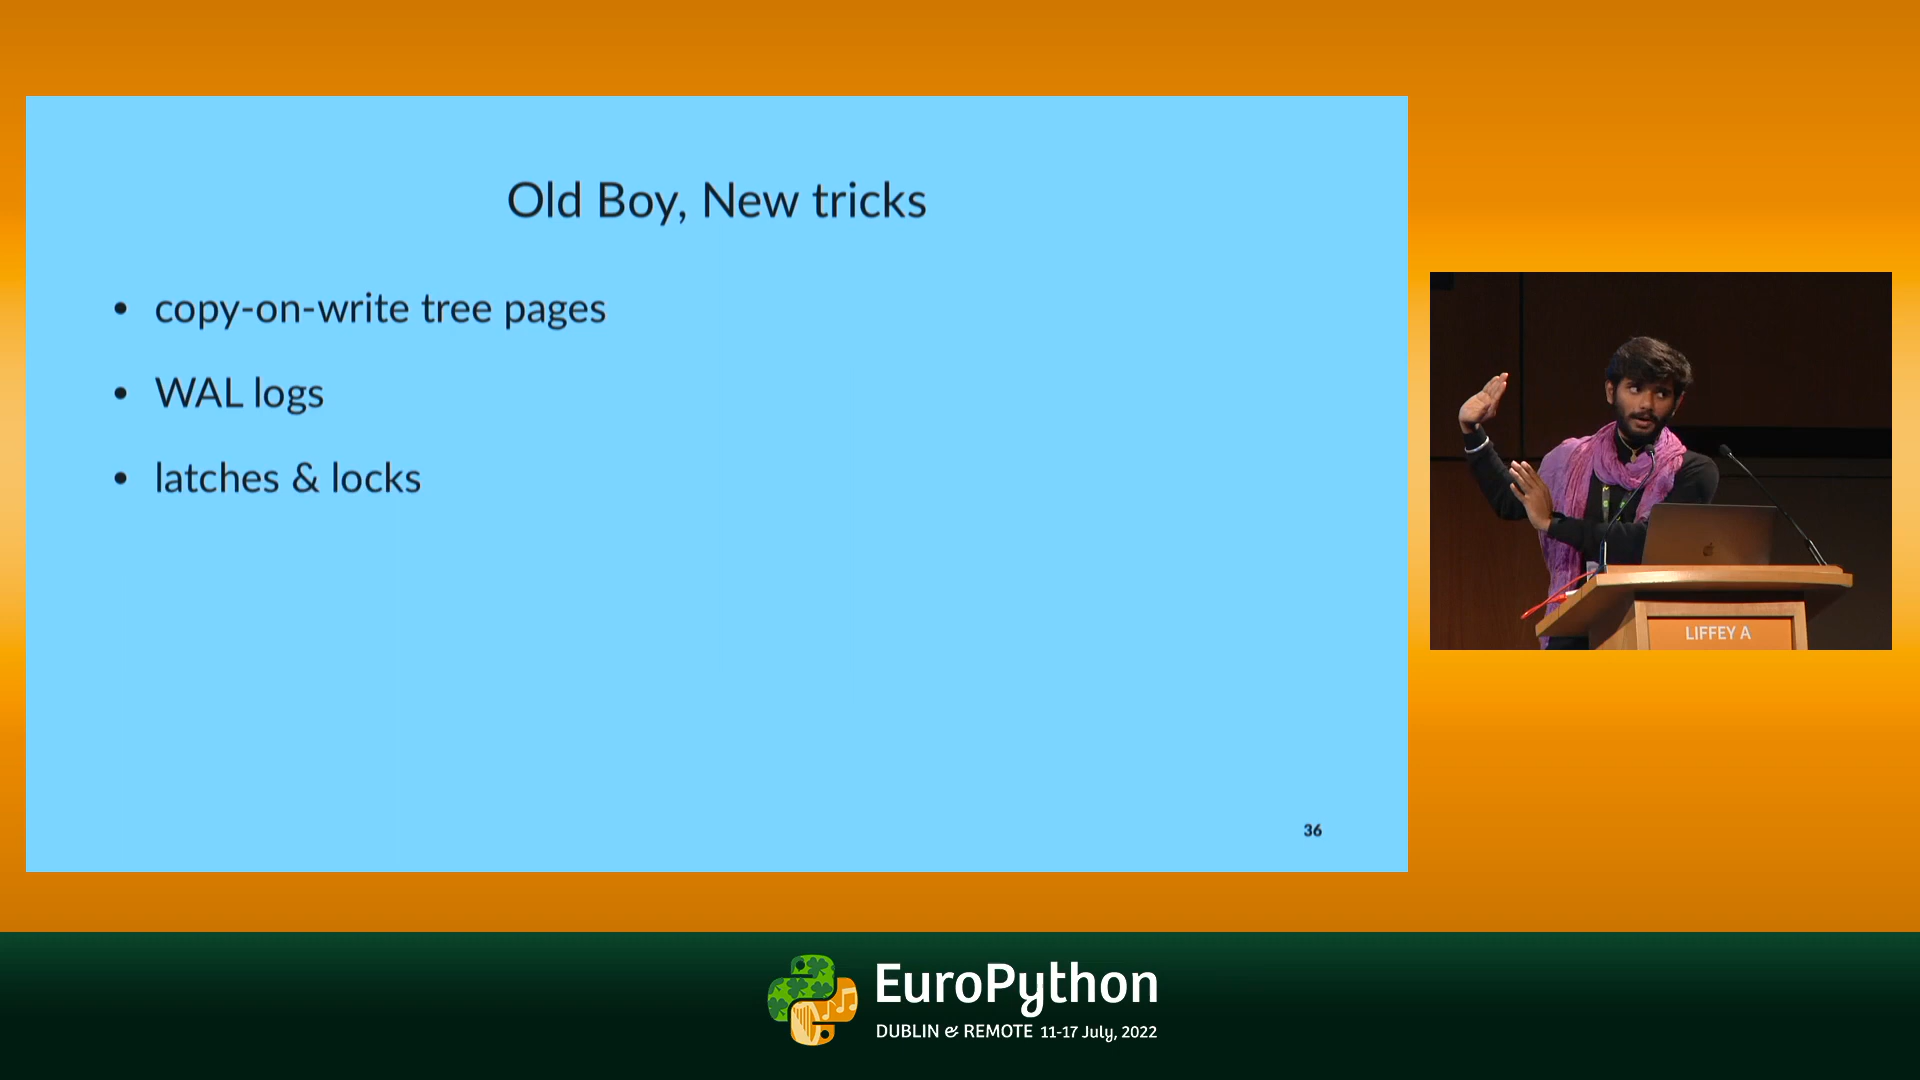 Old Boy, New tricks
• copy-on-write tree pages
• WAL logs
• latches & locks
36
LIFFEY A
EuroPython
DUBLIN & REMOTE 11-17 July, 2022